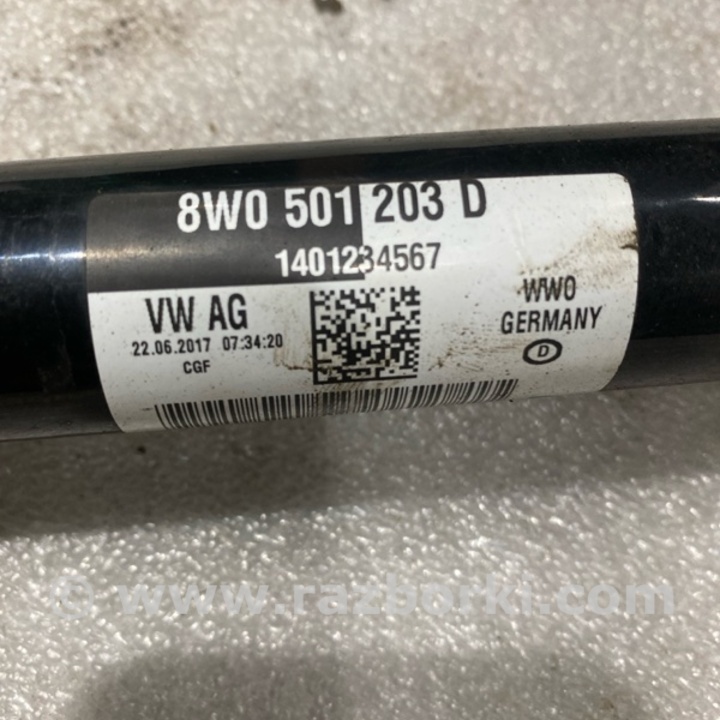 8W0 501 203 D
1401234567
VW AG
22.06.2017 07:34:20
CGF
WW0
GERMANY
D
© www.razborki.com